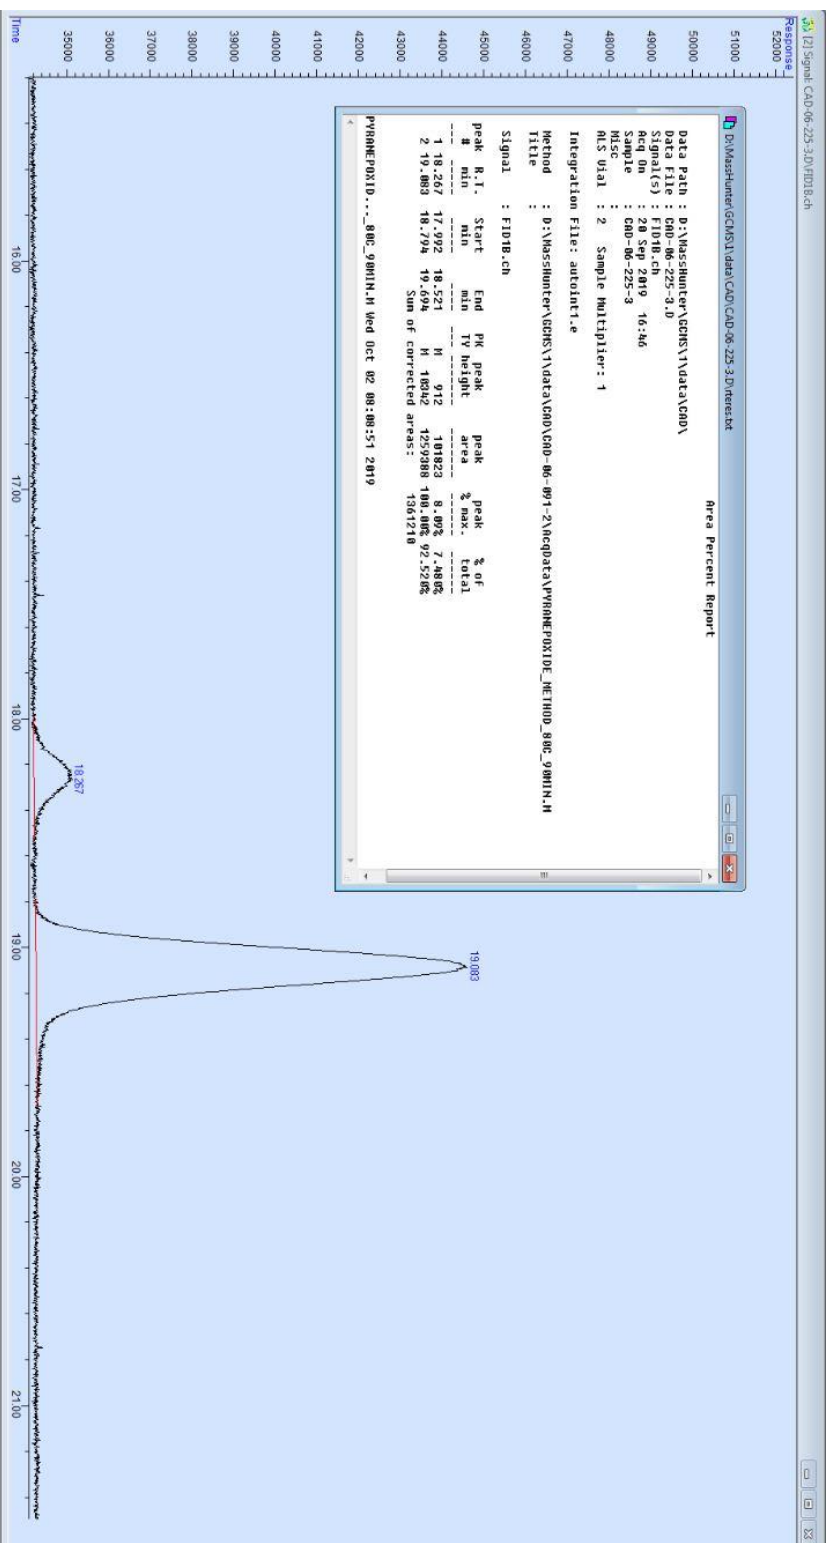 [2] Signal: CAD-06-225-3.D\FID1B.ch
Response
52000
51000
50000
49000
48000
47000
46000
45000
44000
43000
42000
41000
40000
39000
38000
37000
36000
35000
Time
16.00
17.00
18.00
19.00
20.00
21.00
18.267
19.083
D:\MassHunter\GCMS\1\data\CAD\CAD-06-225-3.D\rteres.txt
Area Percent Report
Data Path : D:\MassHunter\GCMS\1\data\CAD\
Data File : CAD-06-225-3.D
Signal(s) : FID1B.ch
Acq On : 20 Sep 2019 16:46
Sample : CAD-06-225-3
Misc :
ALS Vial : 2 Sample Multiplier: 1
Integration File: autoint1.e
Method : D:\MassHunter\GCMS\1\data\CAD\CAD-06-091-2\AcqData\PYRANEPOXIDE_METHOD_80C_90MIN.M
Title :
Signal : FID1B.ch
peak R.T. Start End PK peak peak peak % of
# min min min TY height area % max. total
--- ----- ----- ----- --- ------- ------- ------ -------
1 18.267 17.992 18.521 M 912 101823 8.09% 7.480%
2 19.083 18.794 19.694 M 10342 1259388 100.00% 92.520%
Sum of corrected areas: 1361210
PYRANEPOXID..._80C_90MIN.M Wed Oct 02 08:08:51 2019